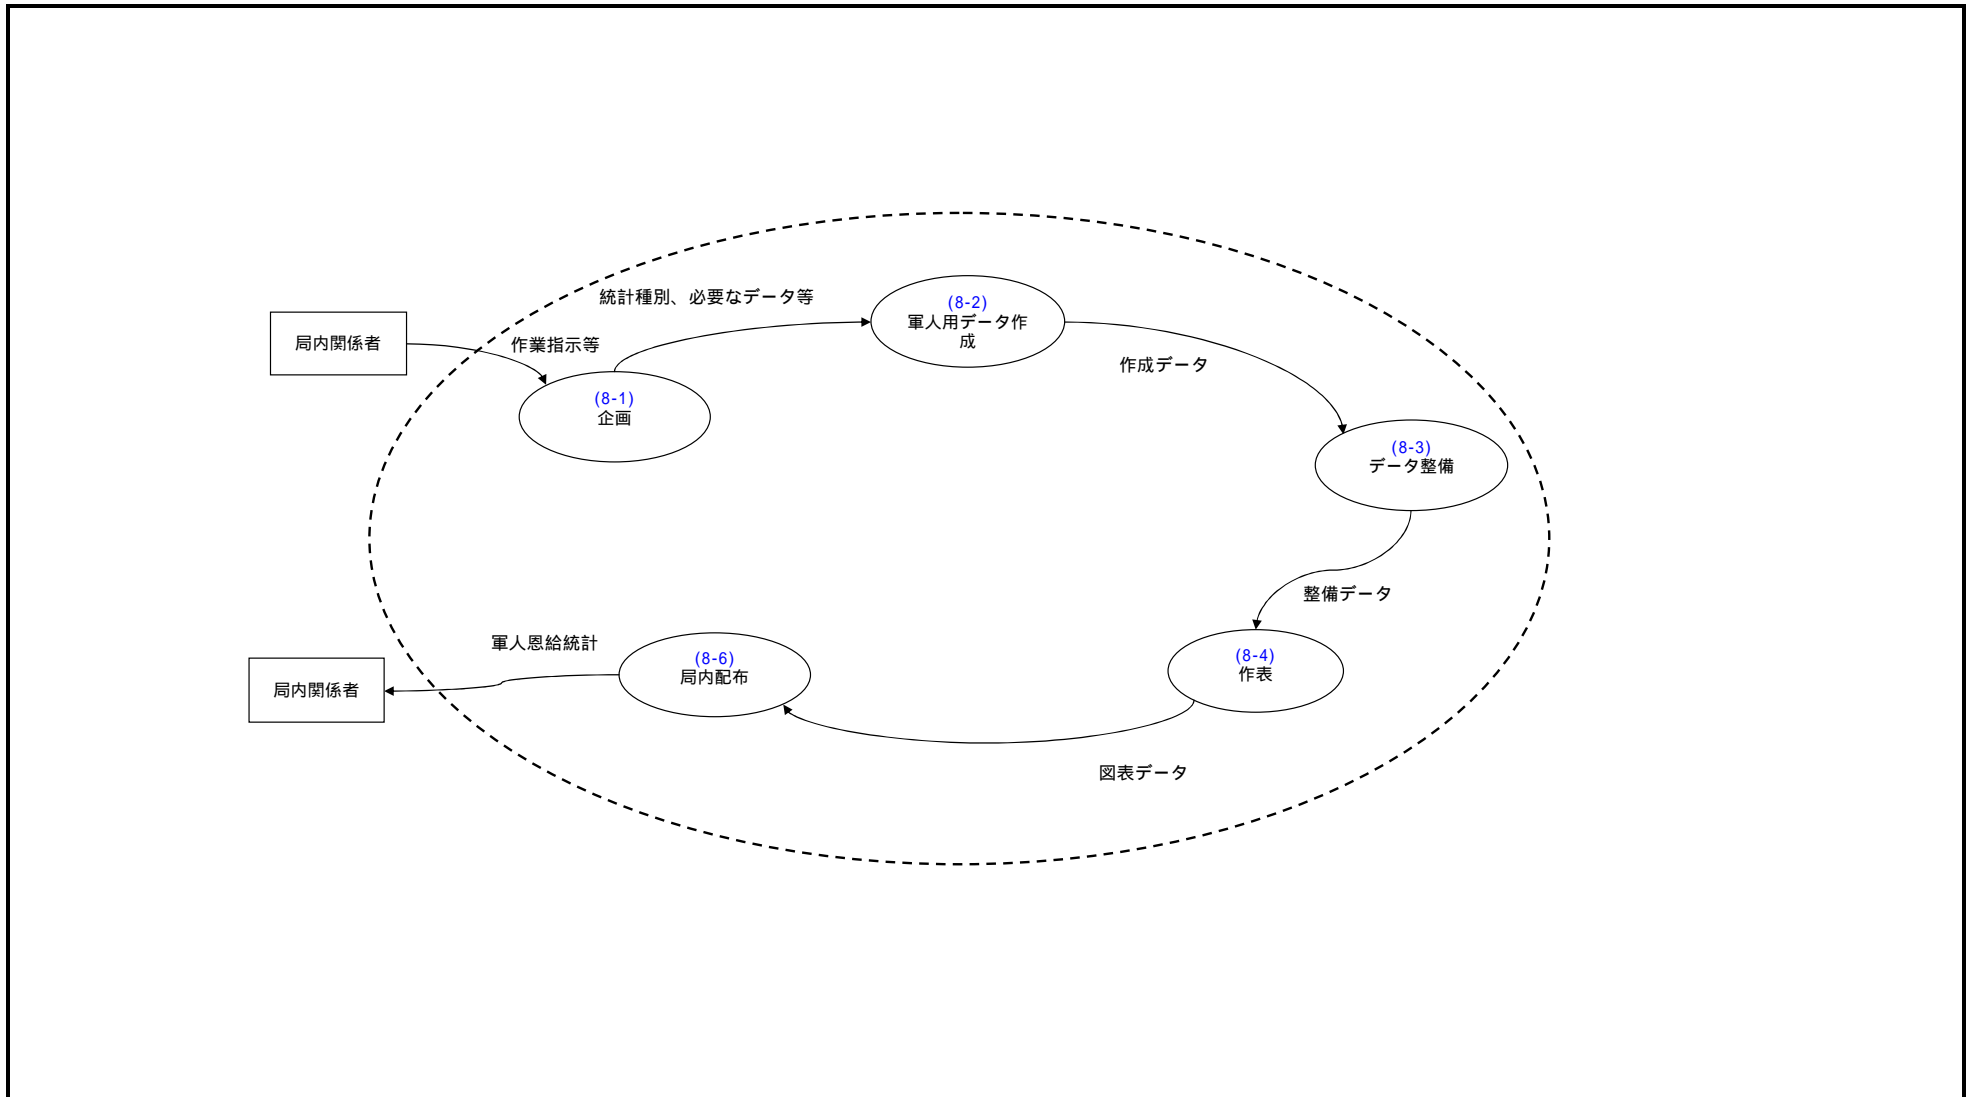 統計種別、必要なデータ等
(8-2)
軍人用データ作
成
局内関係者
作業指示等
作成データ
(8-1)
企画
(8-3)
データ整備
整備データ
軍人恩給統計
(8-6)
局内配布
(8-4)
作表
局内関係者
図表データ